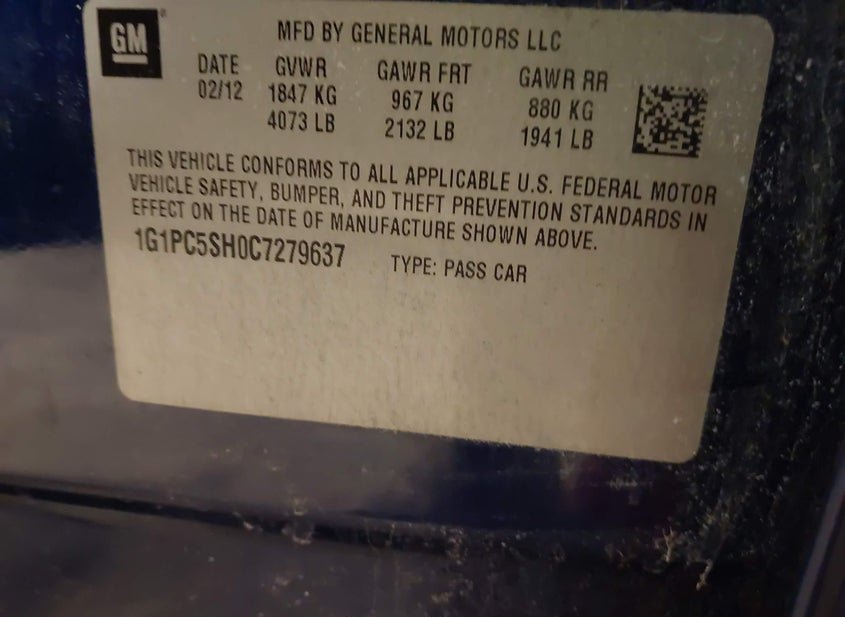 GM
MFD BY GENERAL MOTORS LLC
DATE GVWR GAWR FRT GAWR RR
02/12 1847 KG 967 KG 880 KG
4073 LB 2132 LB 1941 LB
THIS VEHICLE CONFORMS TO ALL APPLICABLE U.S. FEDERAL MOTOR
VEHICLE SAFETY, BUMPER, AND THEFT PREVENTION STANDARDS IN
EFFECT ON THE DATE OF MANUFACTURE SHOWN ABOVE.
1G1PC5SH0C7279637 TYPE: PASS CAR